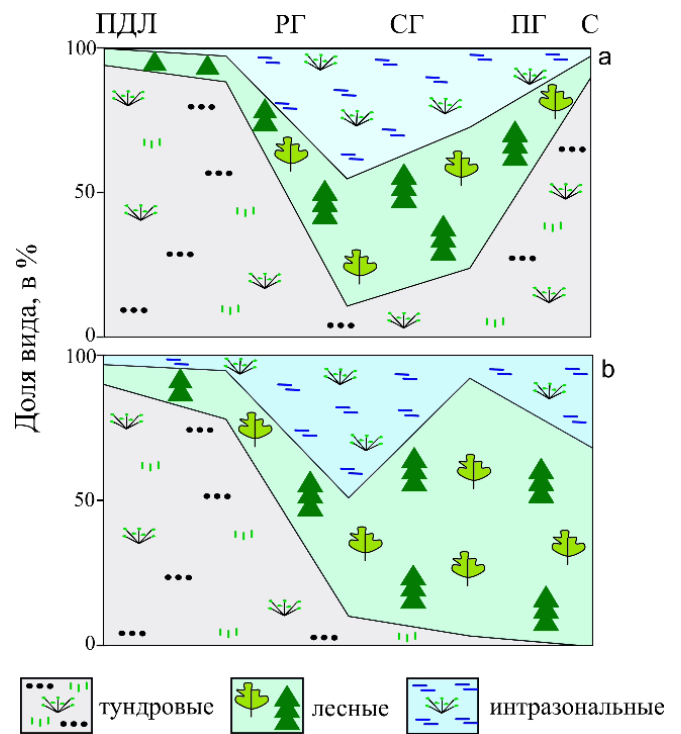 ПДЛ РГ СГ ПГ С
100 a
50
0
100 b
50
0
Доля вида, в %
тундровые лесные интразональные